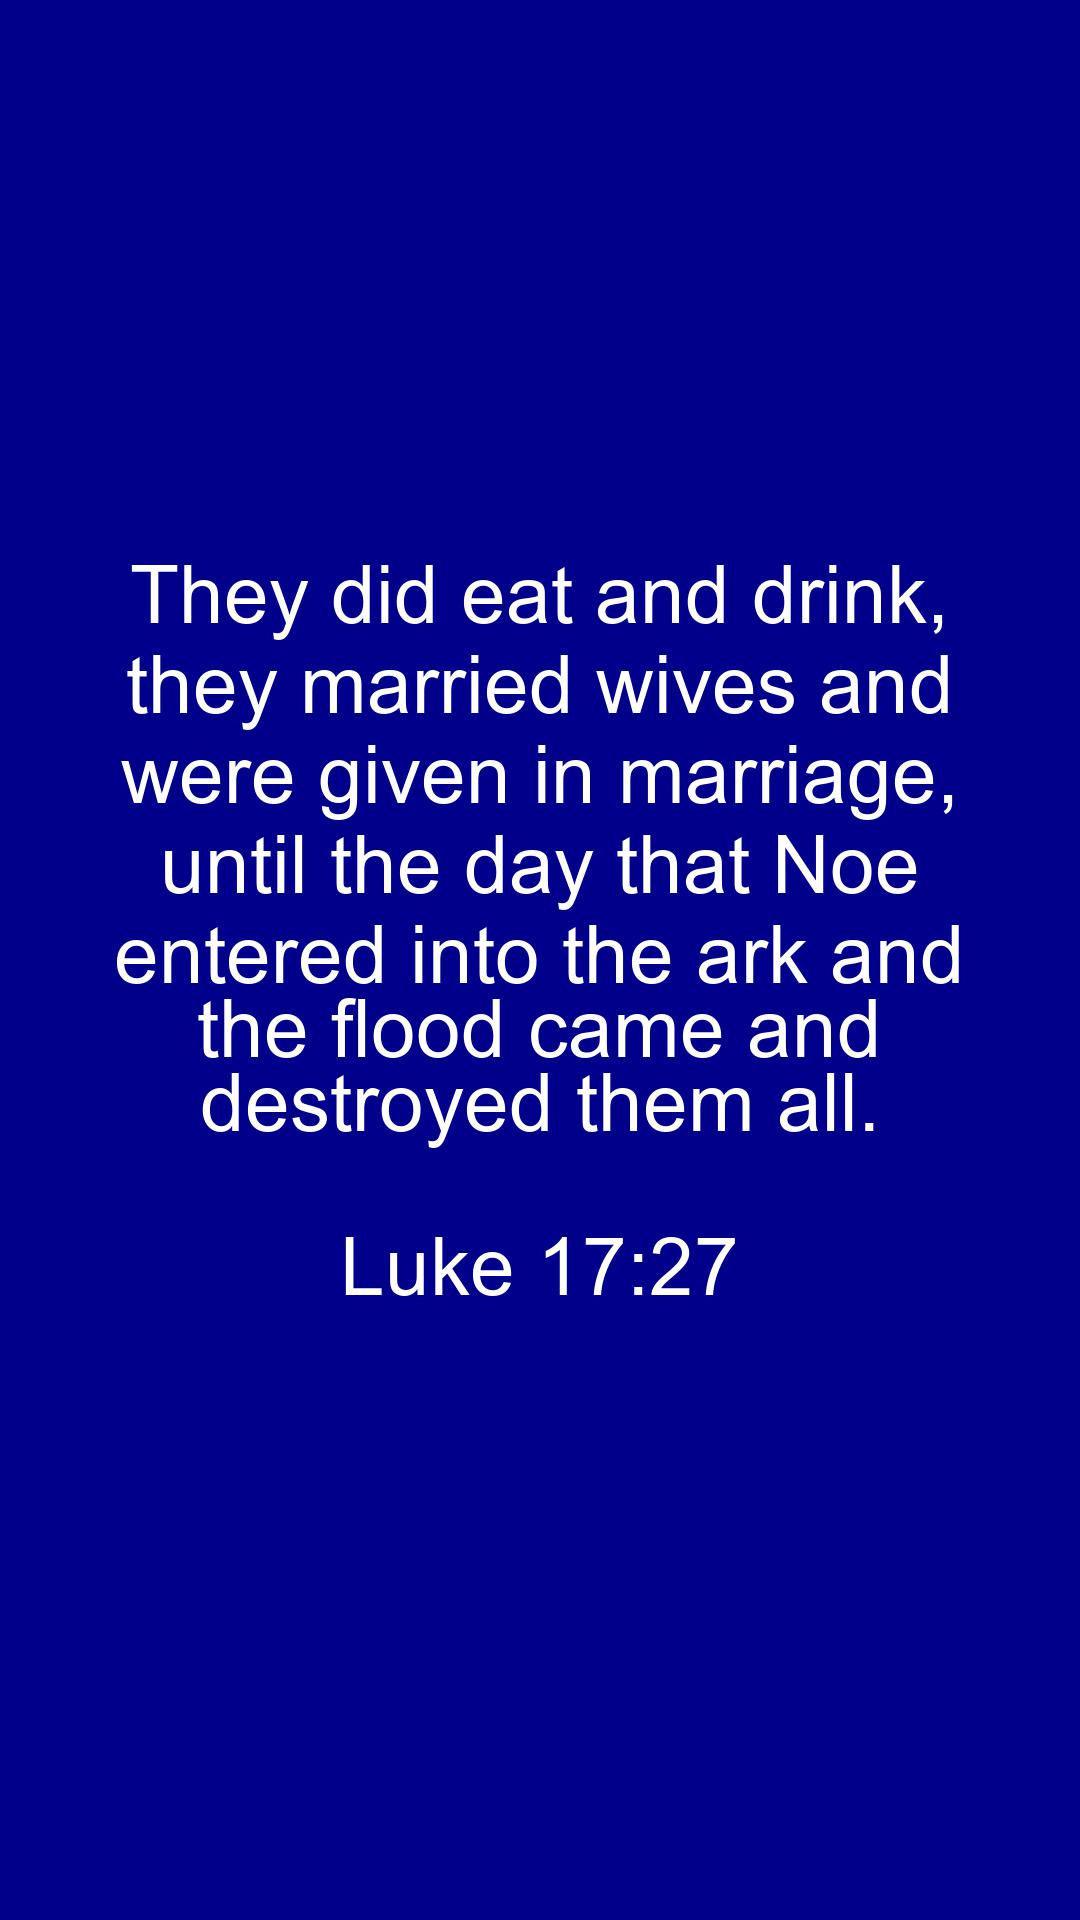 They did eat and drink,
they married wives and
were given in marriage,
until the day that Noe
entered into the ark and
the flood came and
destroyed them all.
Luke 17:27